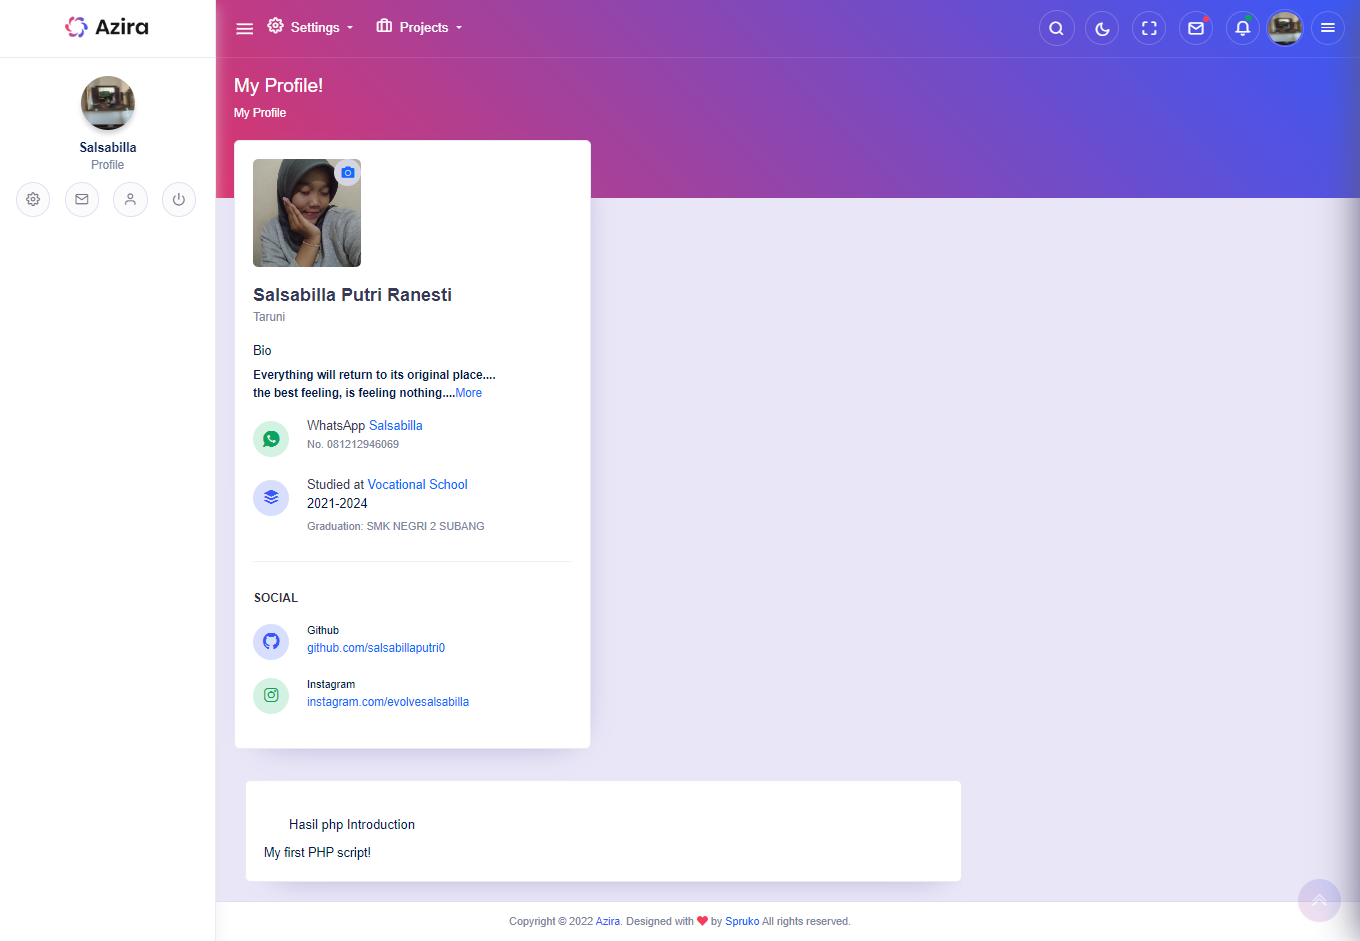 Azira
Settings
Projects
Salsabilla
Profile
My Profile!
My Profile
Salsabilla Putri Ranesti
Taruni
Bio
Everything will return to its original place....
the best feeling, is feeling nothing....More
WhatsApp Salsabilla
No. 081212946069
Studied at Vocational School
2021-2024
Graduation: SMK NEGRI 2 SUBANG
SOCIAL
Github
github.com/salsabillaputri0
Instagram
instagram.com/evolvesalsabilla
Hasil php Introduction
My first PHP script!
Copyright © 2022 Azira. Designed with ❤ by Spruko All rights reserved.